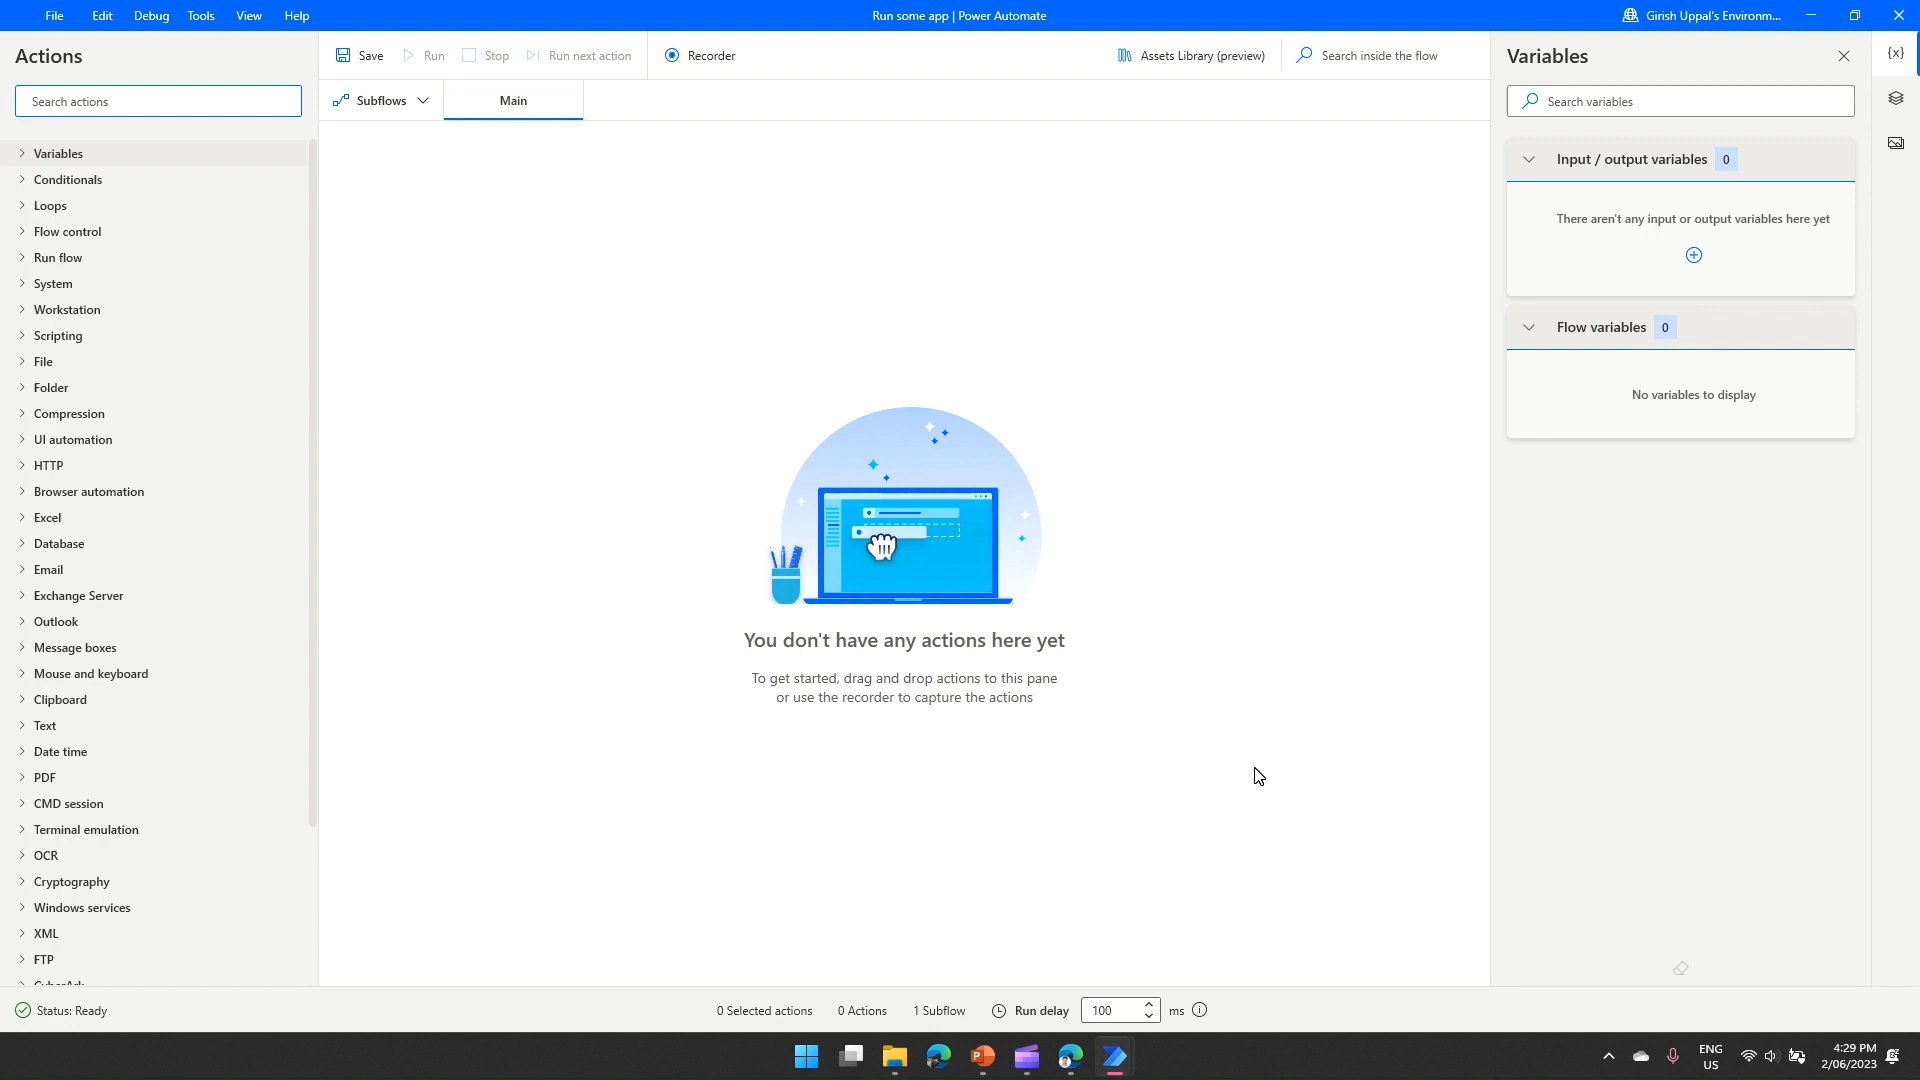 File Edit Debug Tools View Help
Run some app | Power Automate
Girish Uppal's Environm...
Actions
Search actions
Variables
Conditionals
Loops
Flow control
Run flow
System
Workstation
Scripting
File
Folder
Compression
UI automation
HTTP
Browser automation
Excel
Database
Email
Exchange Server
Outlook
Message boxes
Mouse and keyboard
Clipboard
Text
Date time
PDF
CMD session
Terminal emulation
OCR
Cryptography
Windows services
XML
FTP
Save Run Stop Run next action Recorder
Assets Library (preview) Search inside the flow
Subflows Main
You don't have any actions here yet
To get started, drag and drop actions to this pane
or use the recorder to capture the actions
Variables
{x}
Search variables
Input / output variables 0
There aren't any input or output variables here yet
Flow variables 0
No variables to display
Status: Ready
0 Selected actions 0 Actions 1 Subflow Run delay 100 ms
ENG
US
4:29 PM
2/06/2023